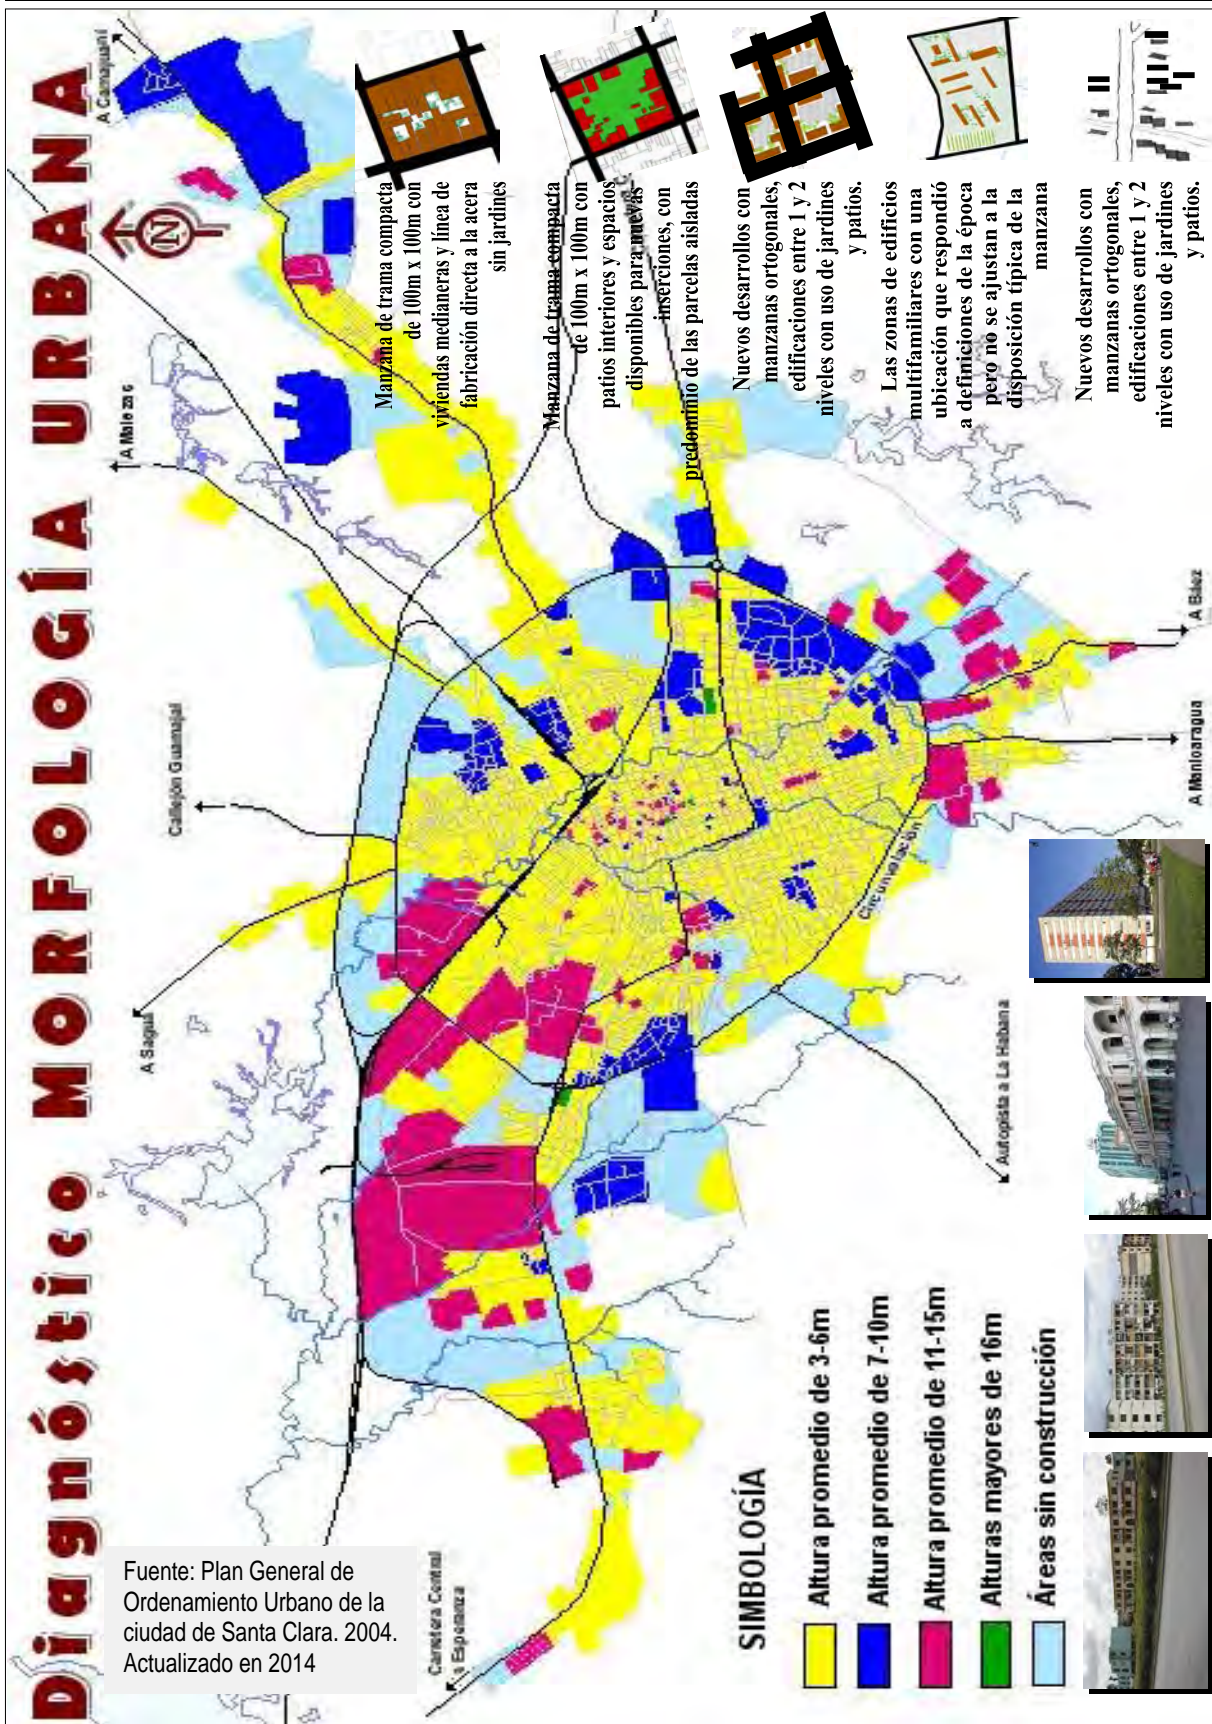 Diagnóstico MORFOLOGÍA URBANA
A Camajuaní
N
A Maleza 6
Callejón Guamajal
A Sagua
Manzana de trama compacta
de 100m x 100m con
viviendas medianeras y línea de
fabricación directa a la acera
sin jardines
Manzana de trama compacta
de 100m x 100m con
patios interiores y espacios
disponibles para nuevas
inserciones, con
predominio de las parcelas aisladas
Nuevos desarrollos con
manzanas ortogonales,
edificaciones entre 1 y 2
niveles con uso de jardines
y patios.
Las zonas de edificios
multifamiliares con una
ubicación que respondió
a definiciones de la época
pero no se ajustan a la
disposición típica de la
manzana
Nuevos desarrollos con
manzanas ortogonales,
edificaciones entre 1 y 2
niveles con uso de jardines
y patios.
A Báez
A Manicaragua
Circunvalación
Autopista a La Habana
Carretera Central
a Esperanza
SIMBOLOGÍA
Altura promedio de 3-6m
Altura promedio de 7-10m
Altura promedio de 11-15m
Alturas mayores de 16m
Áreas sin construcción
Fuente: Plan General de
Ordenamiento Urbano de la
ciudad de Santa Clara. 2004.
Actualizado en 2014